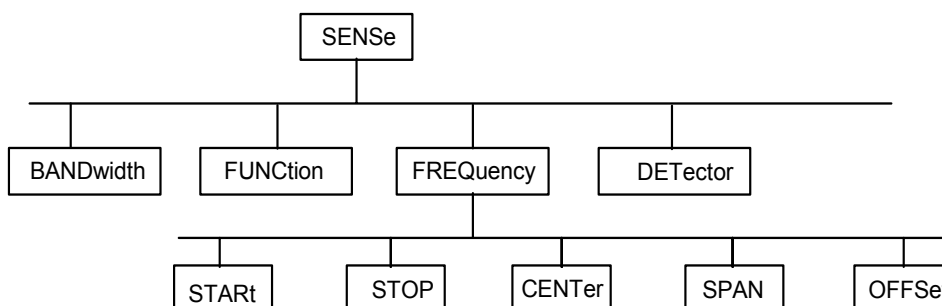 SENSe
BANDwidth FUNCtion FREQuency DETector
STARt STOP CENTer SPAN OFFSe